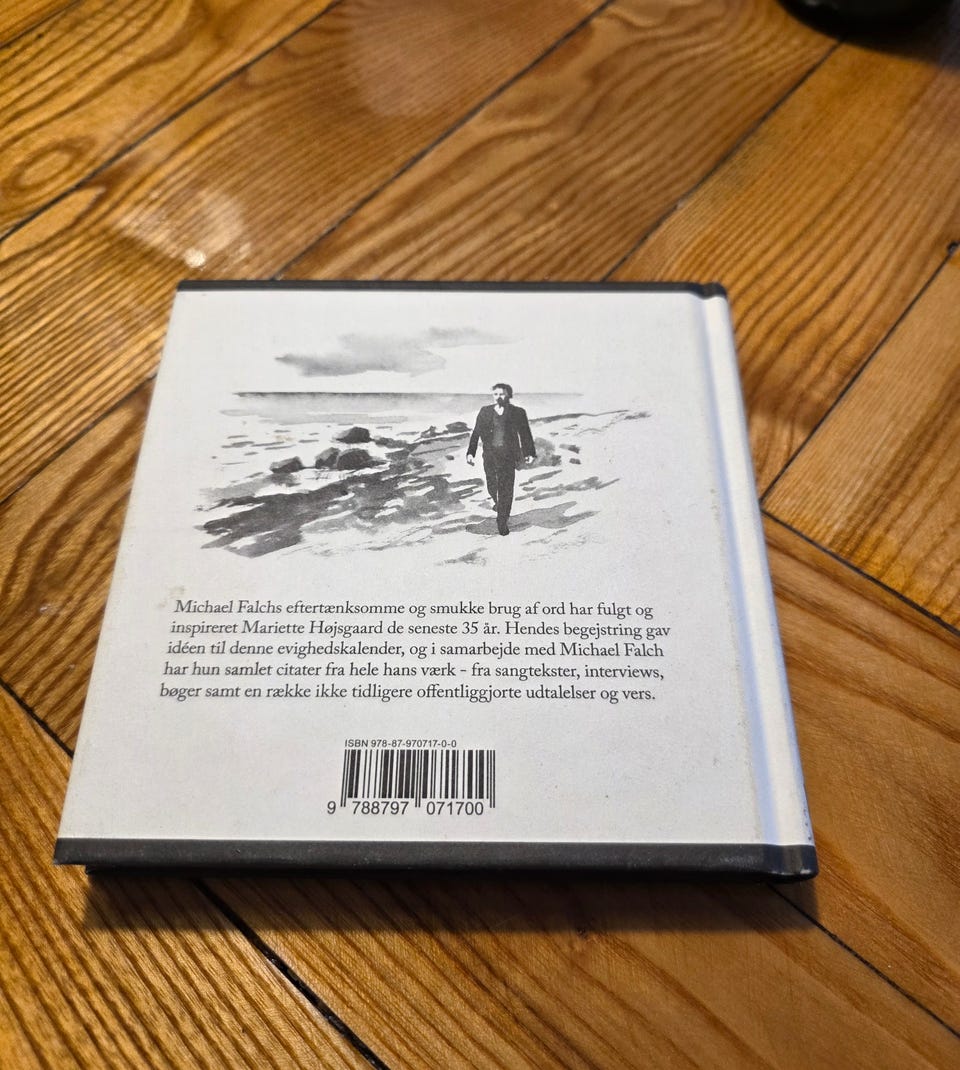 Michael Falchs eftertænksomme og smukke brug af ord har fulgt og
inspireret Mariette Højsgaard de seneste 35 år. Hendes begejstring gav
idéen til denne evighedskalender, og i samarbejde med Michael Falch
har hun samlet citater fra hele hans værk - fra sangtekster, interviews,
bøger samt en række ikke tidligere offentliggjorte udtalelser og vers.
ISBN 978-87-970717-0-0
9 788797 071700